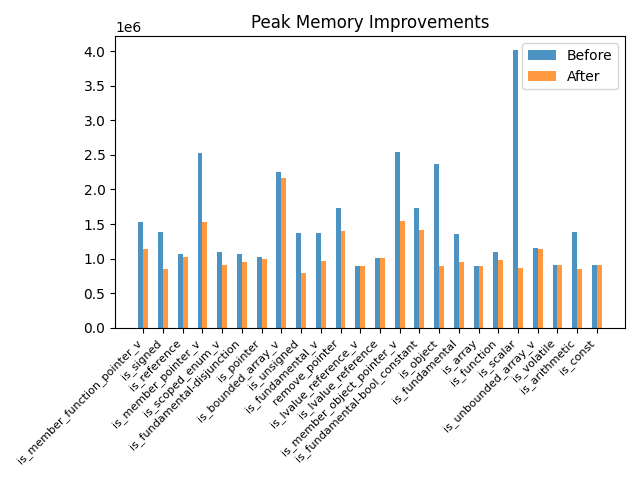 Peak Memory Improvements
1e6
Before
After
4.0
3.5
3.0
2.5
2.0
1.5
1.0
0.5
0.0
is_member_function_pointer_v
is_signed
is_reference
is_member_pointer_v
is_scoped_enum_v
is_fundamental-disjunction
is_pointer
is_bounded_array_v
is_unsigned
is_fundamental_v
remove_pointer
is_lvalue_reference_v
is_lvalue_reference
is_member_object_pointer_v
is_fundamental-bool_constant
is_object
is_fundamental
is_array
is_function
is_scalar
is_unbounded_array_v
is_volatile
is_arithmetic
is_const